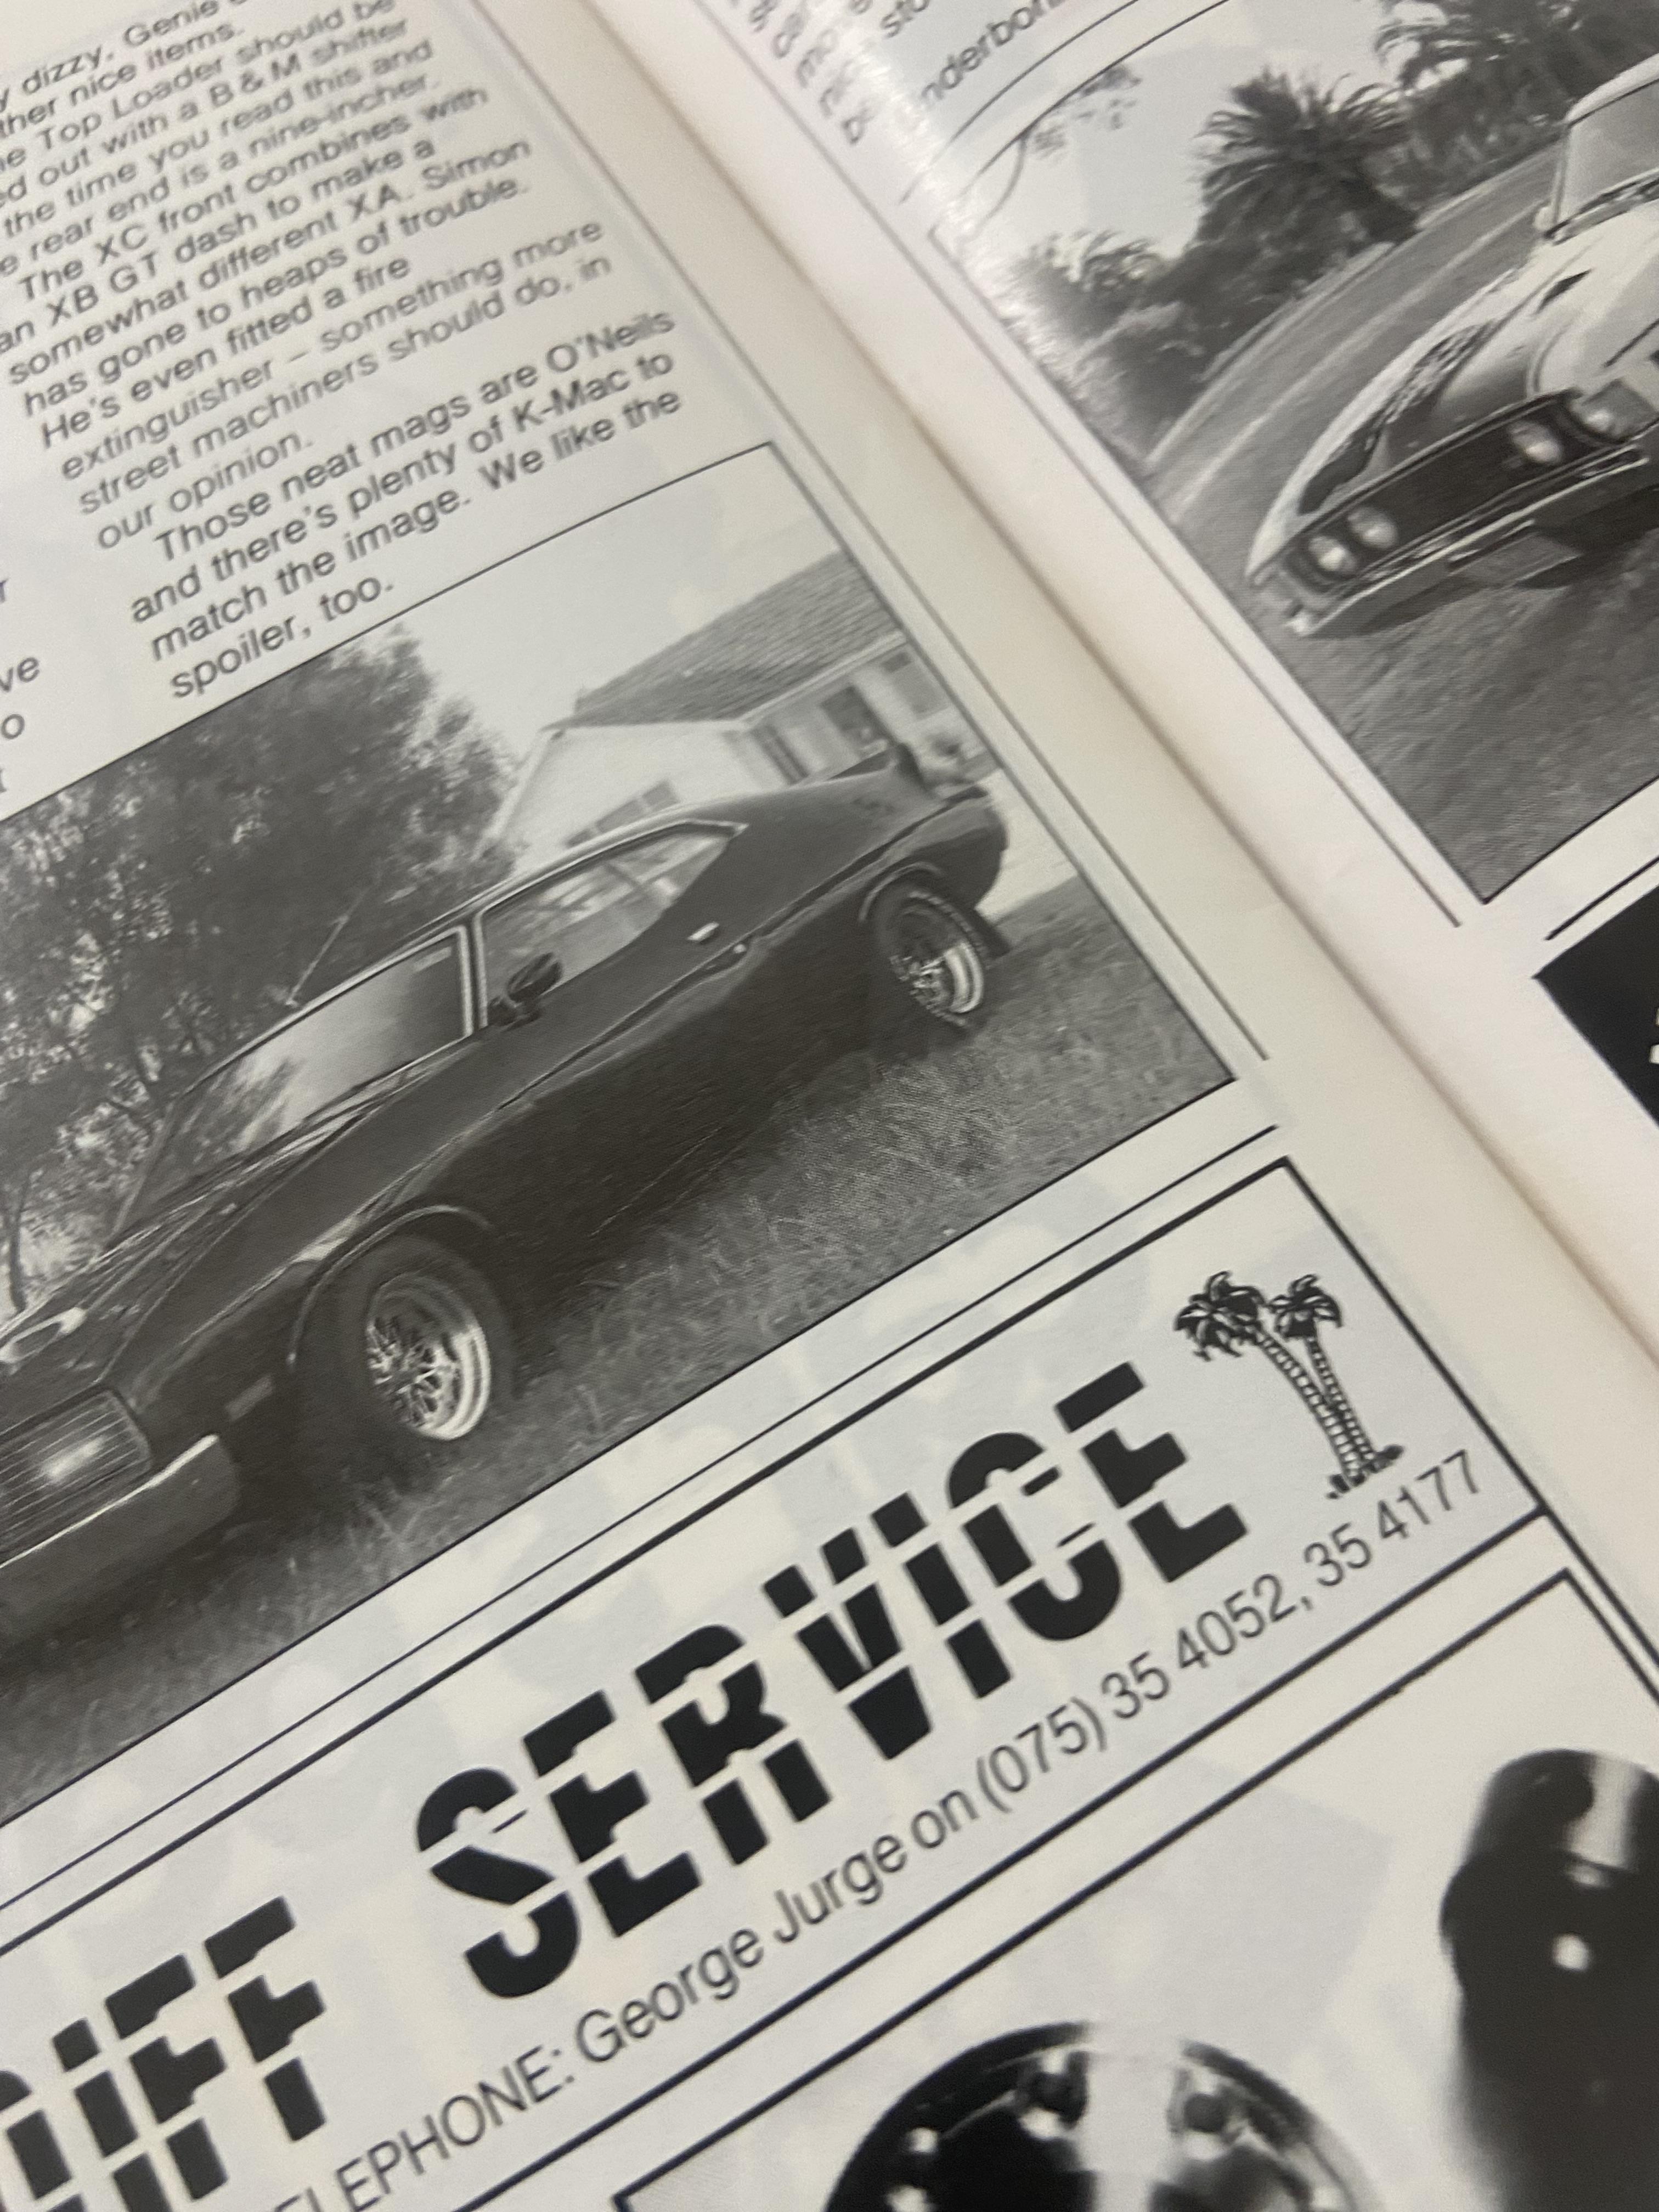 dizzy, Genie
ther nice items.
Top Loader should be
ed out with a B & M shifter
the time you read this and
rear end is a nine-incher.
The XC front combines with
an XB GT dash to make a
somewhat different XA. Simon
has gone to heaps of trouble.
He's even fitted a fire
extinguisher – something more
street machiners should do, in
our opinion.
Those neat mags are O'Neils
and there's plenty of K-Mac to
match the image. We like the
spoiler, too.
ve
o
nderbor
DIFF SERVICE
ELEPHONE: George Jurge on (075) 35 4052, 35 4177